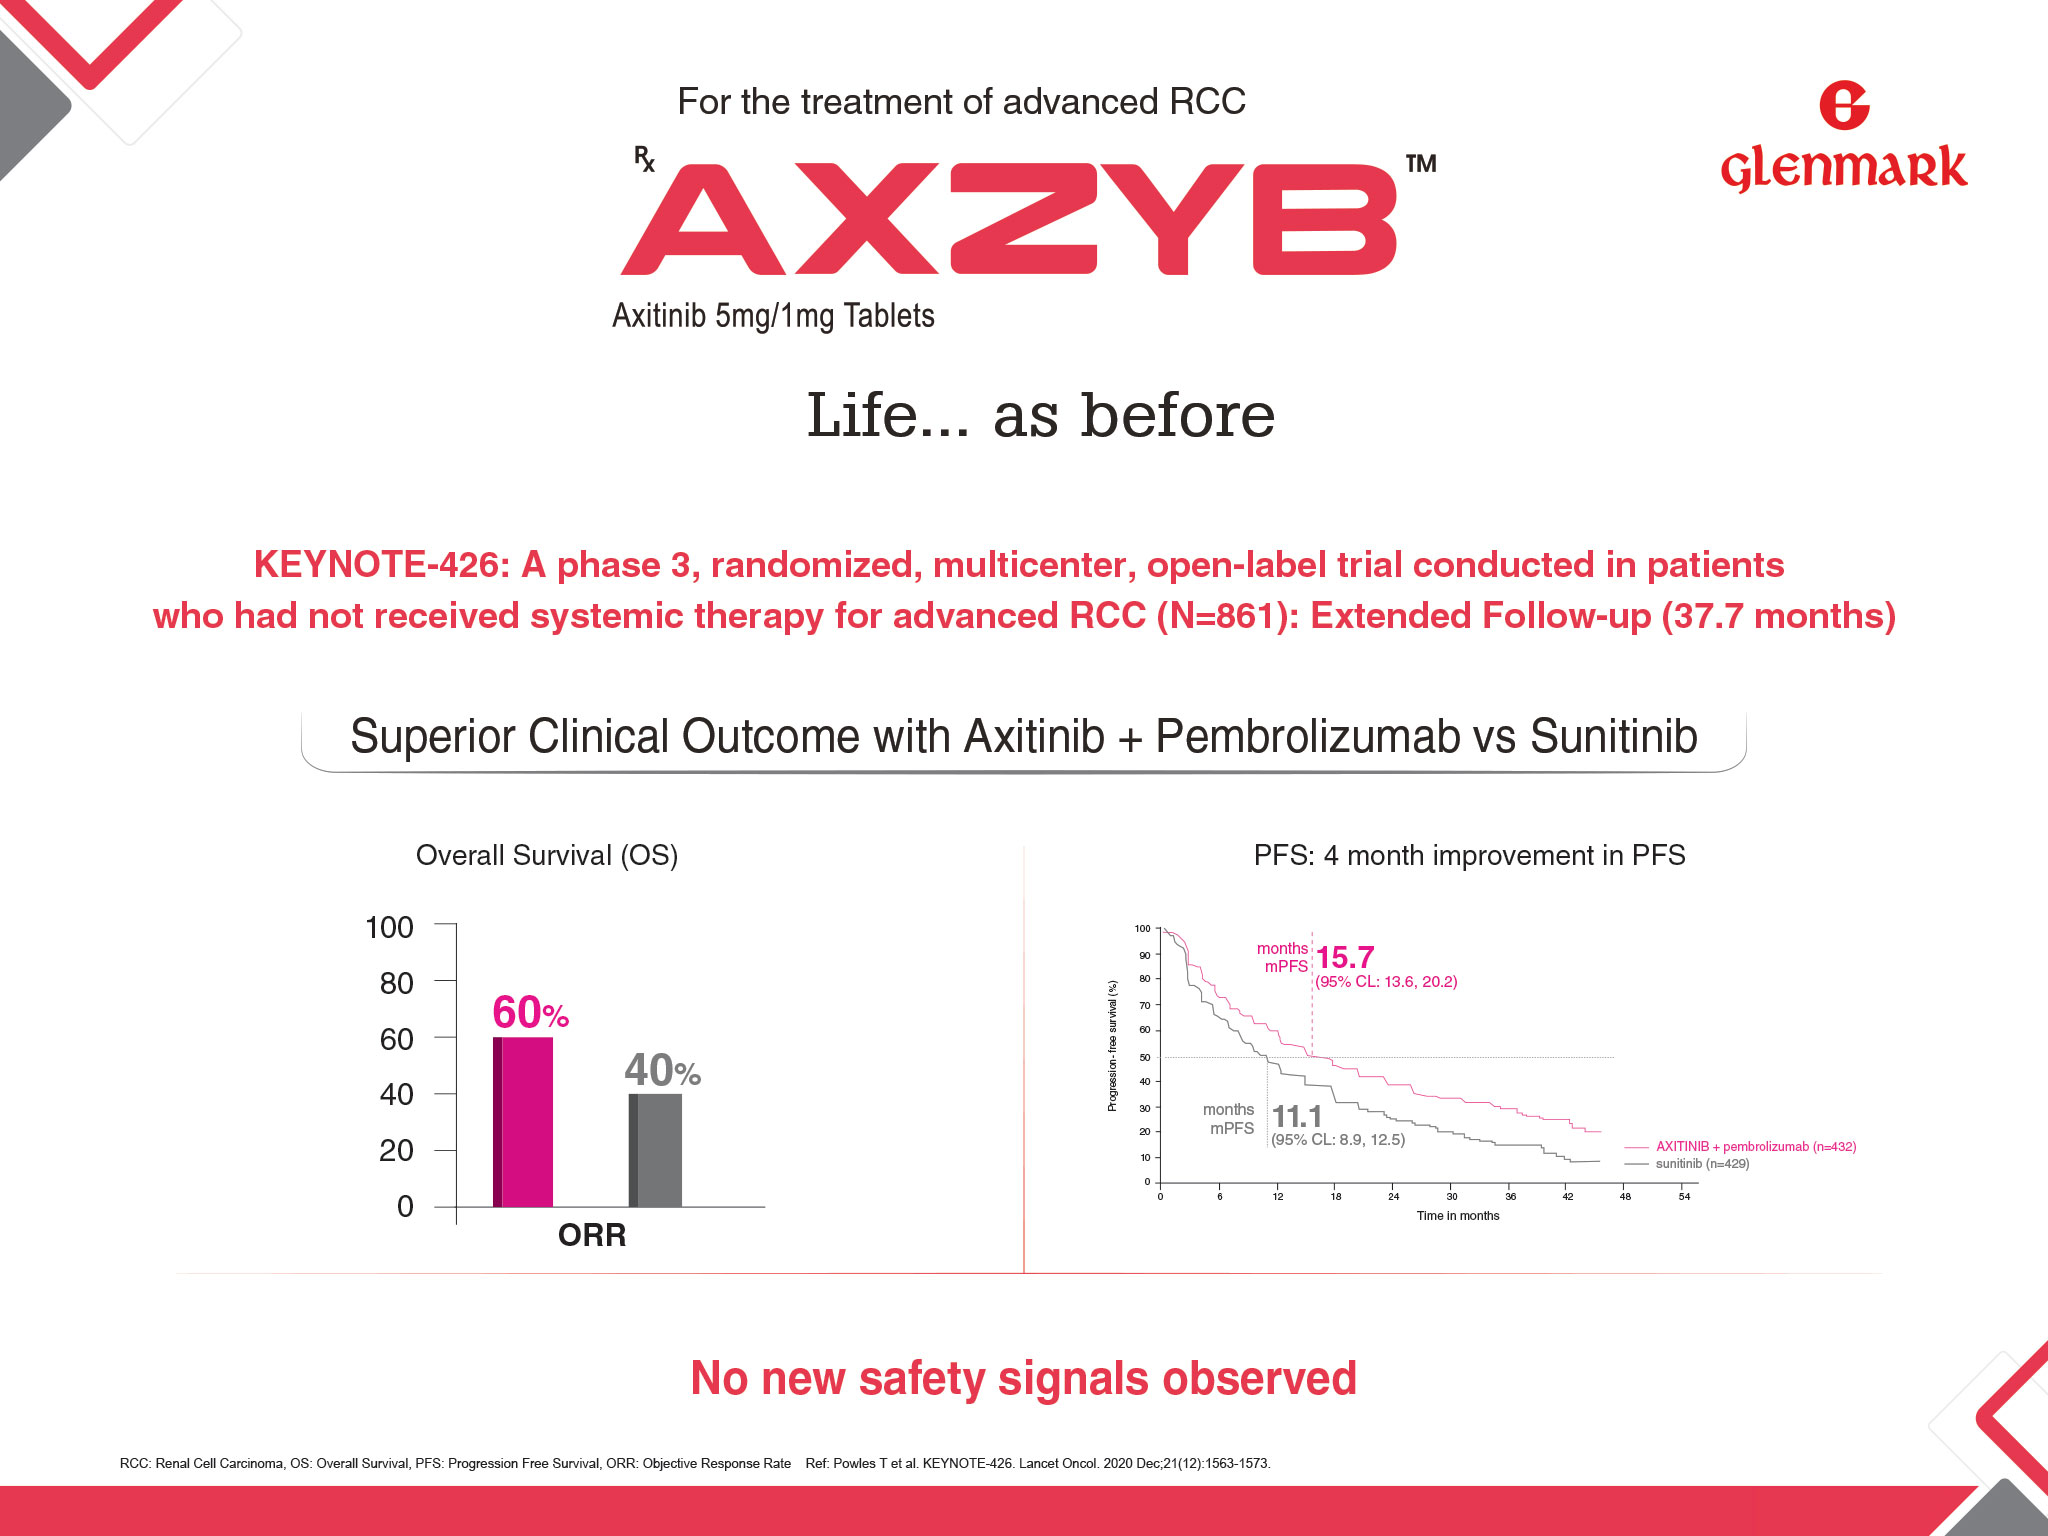 For the treatment of advanced RCC
Rx AXZYB™
glenmark
Axitinib 5mg/1mg Tablets
Life... as before
KEYNOTE-426: A phase 3, randomized, multicenter, open-label trial conducted in patients
who had not received systemic therapy for advanced RCC (N=861): Extended Follow-up (37.7 months)
Superior Clinical Outcome with Axitinib + Pembrolizumab vs Sunitinib
Overall Survival (OS)
100
80
60
40
20
0
60%
40%
ORR
PFS: 4 month improvement in PFS
Progression- free survival (%)
100
90
80
70
60
50
40
30
20
10
0
months
mPFS
15.7
(95% CL: 13.6, 20.2)
months
mPFS
11.1
(95% CL: 8.9, 12.5)
AXITINIB + pembrolizumab (n=432)
sunitinib (n=429)
0 6 12 18 24 30 36 42 48 54
Time in months
No new safety signals observed
RCC: Renal Cell Carcinoma, OS: Overall Survival, PFS: Progression Free Survival, ORR: Objective Response Rate Ref: Powles T et al. KEYNOTE-426. Lancet Oncol. 2020 Dec;21(12):1563-1573.